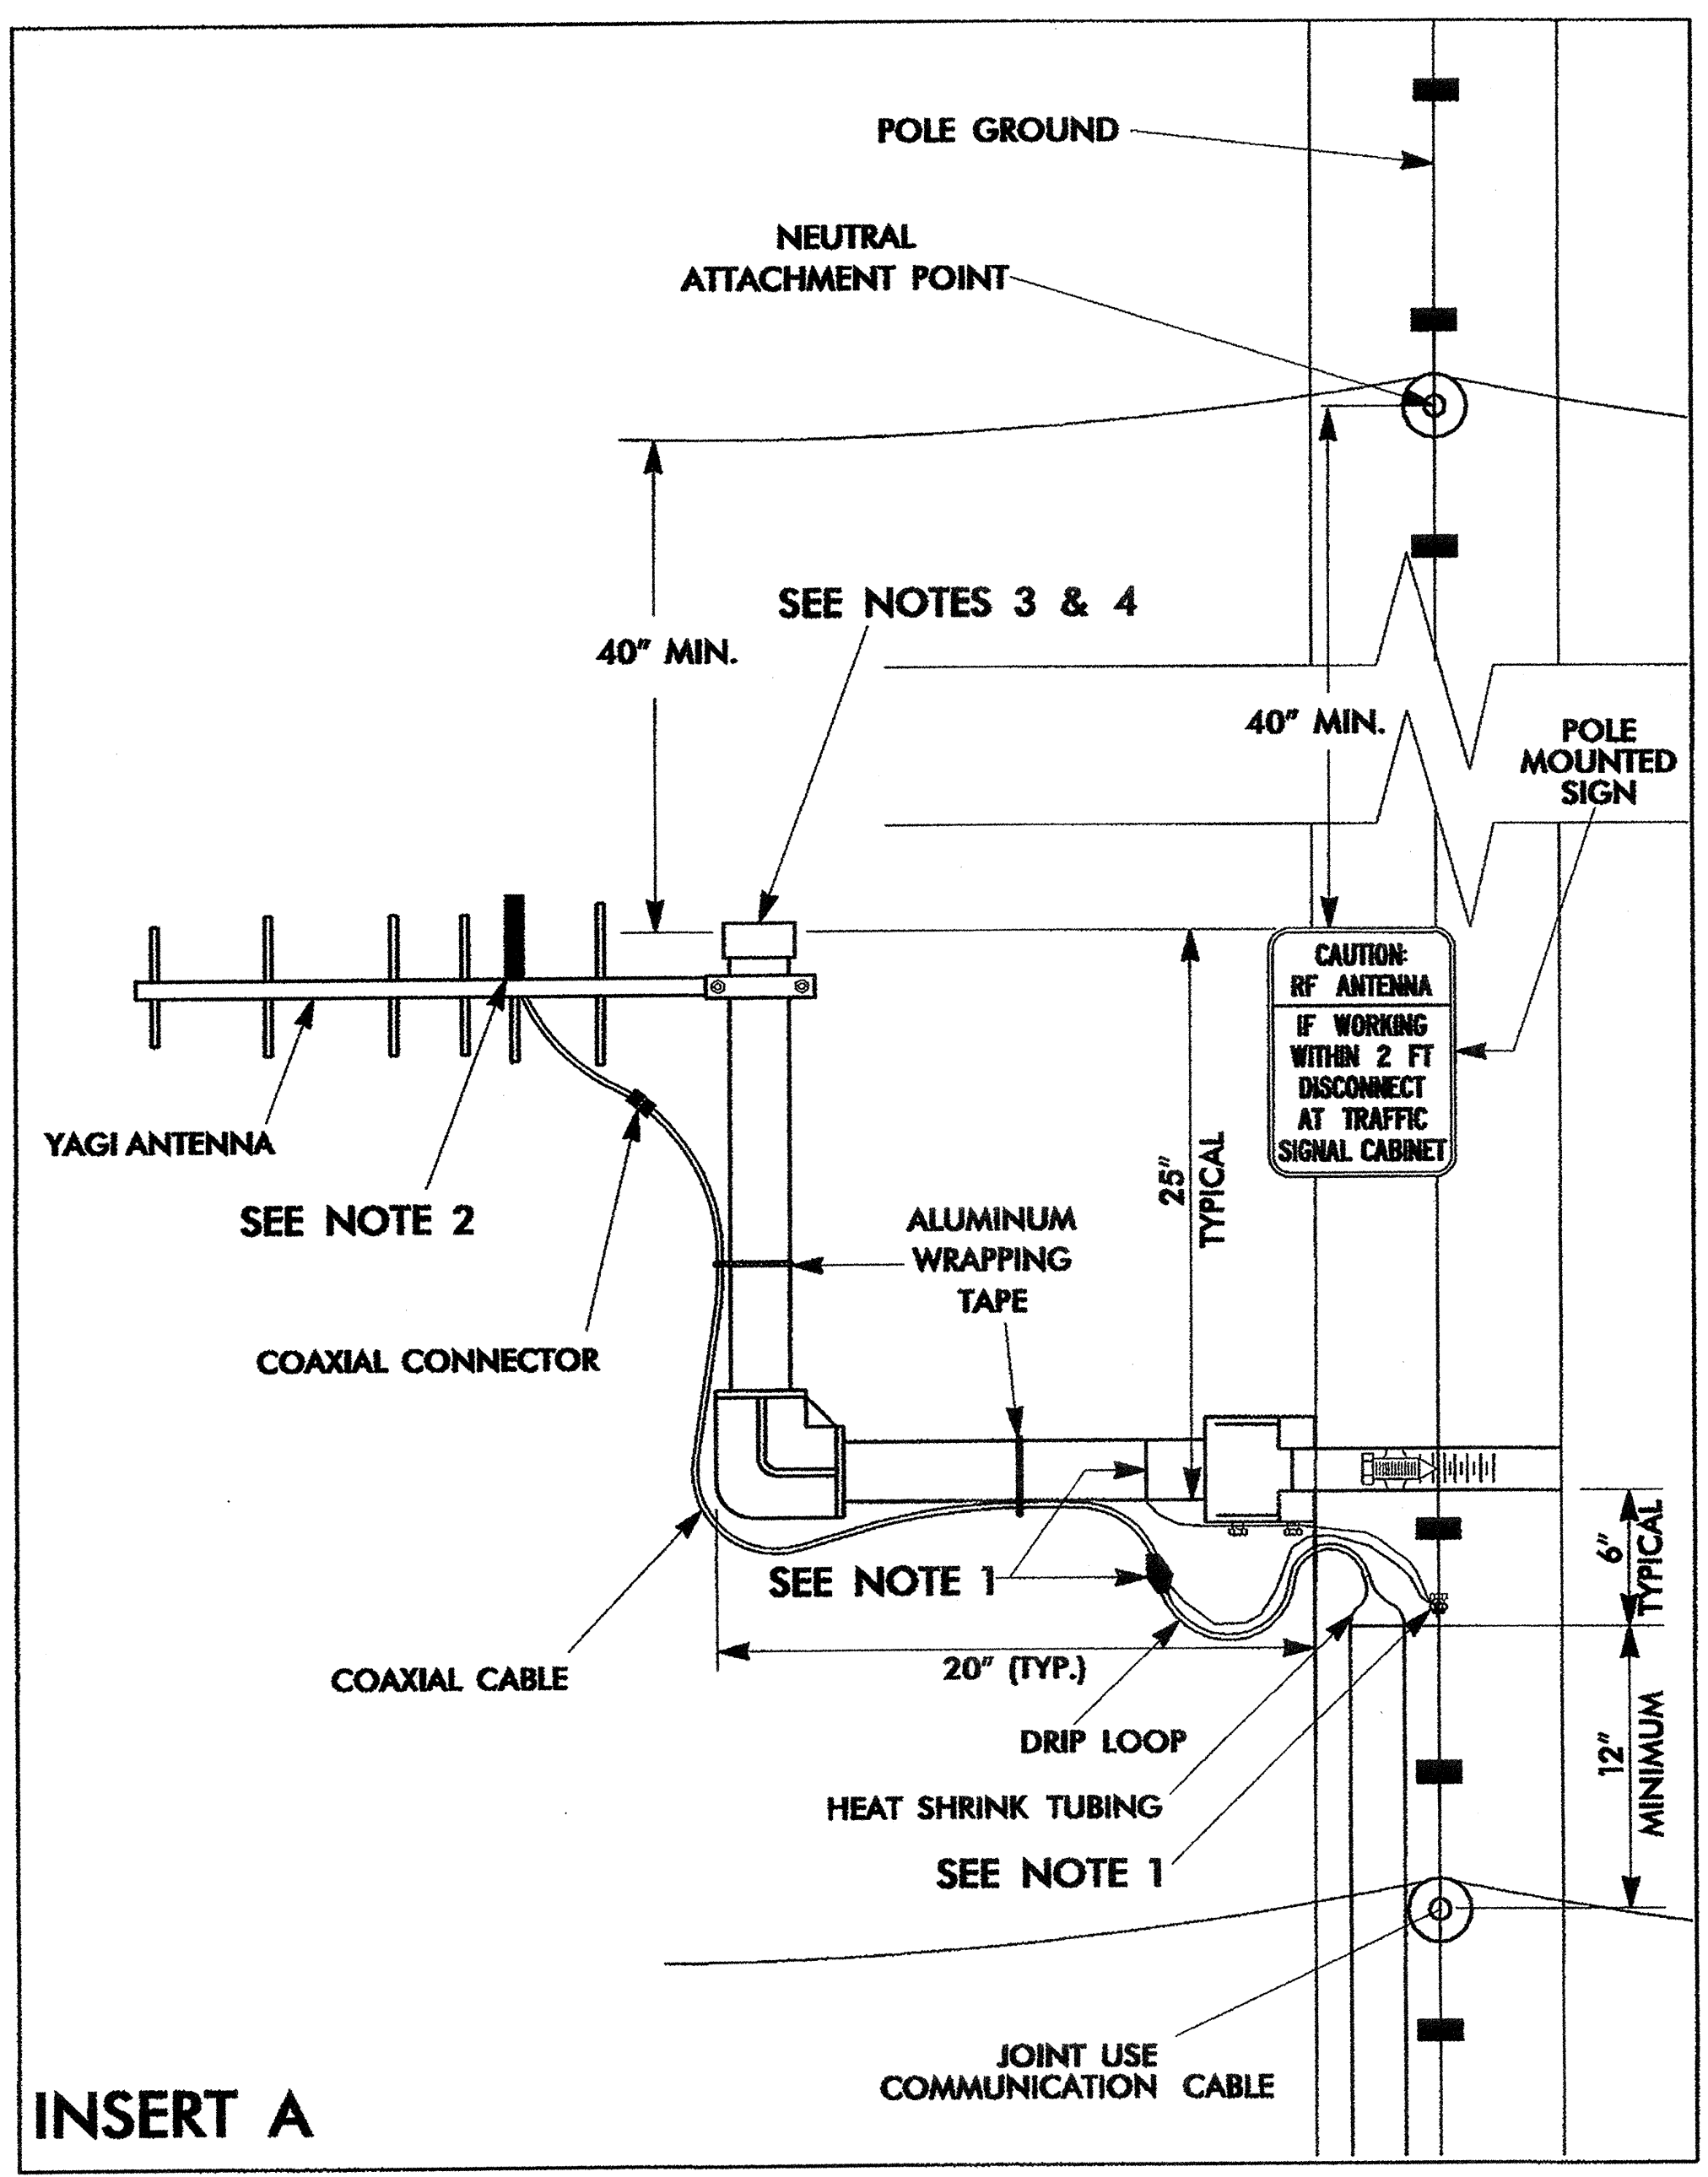 POLE GROUND
NEUTRAL
ATTACHMENT POINT
SEE NOTES 3 & 4
40" MIN.
40" MIN.
POLE
MOUNTED
SIGN
CAUTION:
RF ANTENNA
IF WORKING
WITHIN 2 FT
DISCONNECT
AT TRAFFIC
SIGNAL CABINET
YAGI ANTENNA
SEE NOTE 2
25"
TYPICAL
ALUMINUM
WRAPPING
TAPE
COAXIAL CONNECTOR
SEE NOTE 1
6"
TYPICAL
COAXIAL CABLE
20" (TYP.)
DRIP LOOP
12"
MINIMUM
HEAT SHRINK TUBING
SEE NOTE 1
JOINT USE
COMMUNICATION CABLE
INSERT A